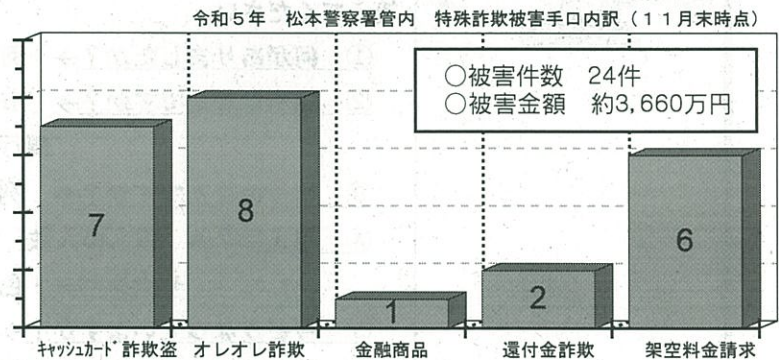 令和5年 松本警察署管内 特殊詐欺被害手口内訳(11月末時点)
○被害件数 24件
○被害金額 約3,660万円
7
8
1
2
6
キャッシュカード詐欺盗 オレオレ詐欺 金融商品 還付金詐欺 架空料金請求